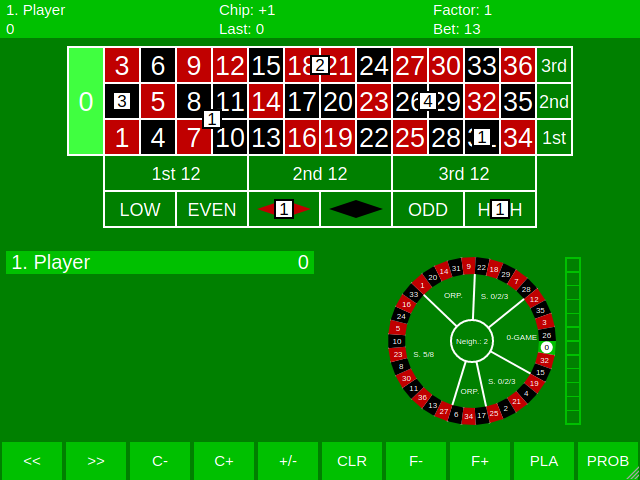 1. Player Chip: +1 Factor: 1
0 Last: 0 Bet: 13
3 6 9 12 15 18 2 21 24 27 30 33 36 3rd
0 3 5 8 11 14 17 20 23 26 4 29 32 35 2nd
1
1 4 7 10 13 16 19 22 25 28 1 34 1st
1st 12 2nd 12 3rd 12
LOW EVEN 1 ODD 1
1. Player 0
9 22 18 29 7 28 12 35 3 26 0 32 15 19 4 21 2 25 17 34 6 27 13 36 11 30 8 23 10 5 24 16 33 1 20 14 31
ORP. S. 0/2/3
0-GAME
Neigh.: 2
S. 5/8
S. 0/2/3
ORP.
<< >> C- C+ +/- CLR F- F+ PLA PROB